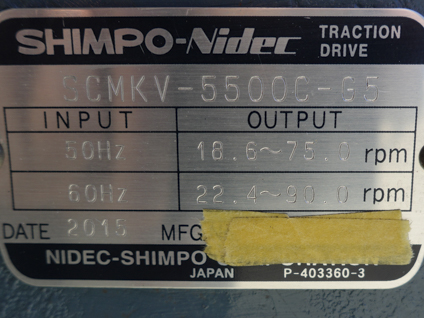 SHIMPO-Nidec TRACTION DRIVE
SCMKV-5500C-G5
INPUT OUTPUT
50Hz 18.6~75.0 rpm
60Hz 22.4~90.0 rpm
DATE 2015 MFG
NIDEC-SHIMPO
JAPAN P-403360-3